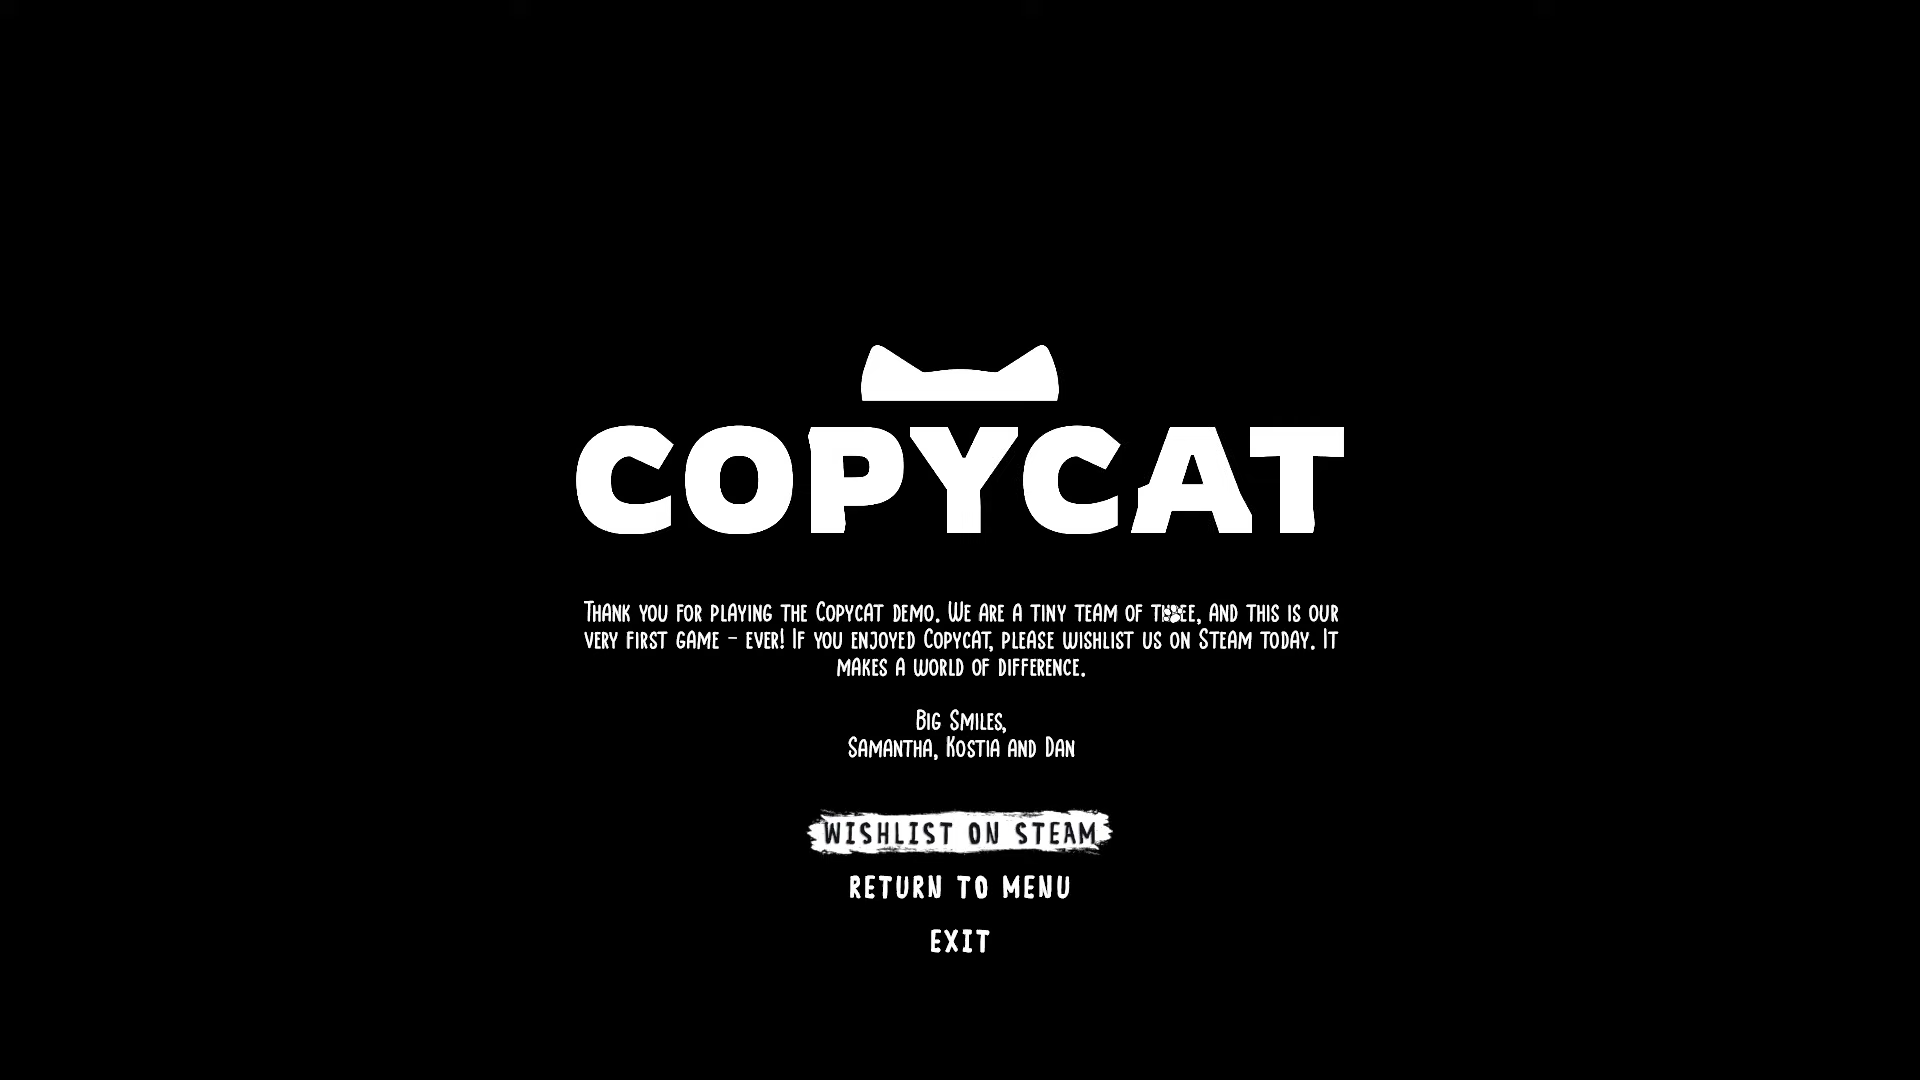 COPYCAT
Thank you for playing the Copycat demo. We are a tiny team of three, and this is our
very first game – ever! If you enjoyed Copycat, please wishlist us on Steam today. It
makes a world of difference.
Big Smiles,
Samantha, Kostia and Dan
WISHLIST ON STEAM
RETURN TO MENU
EXIT